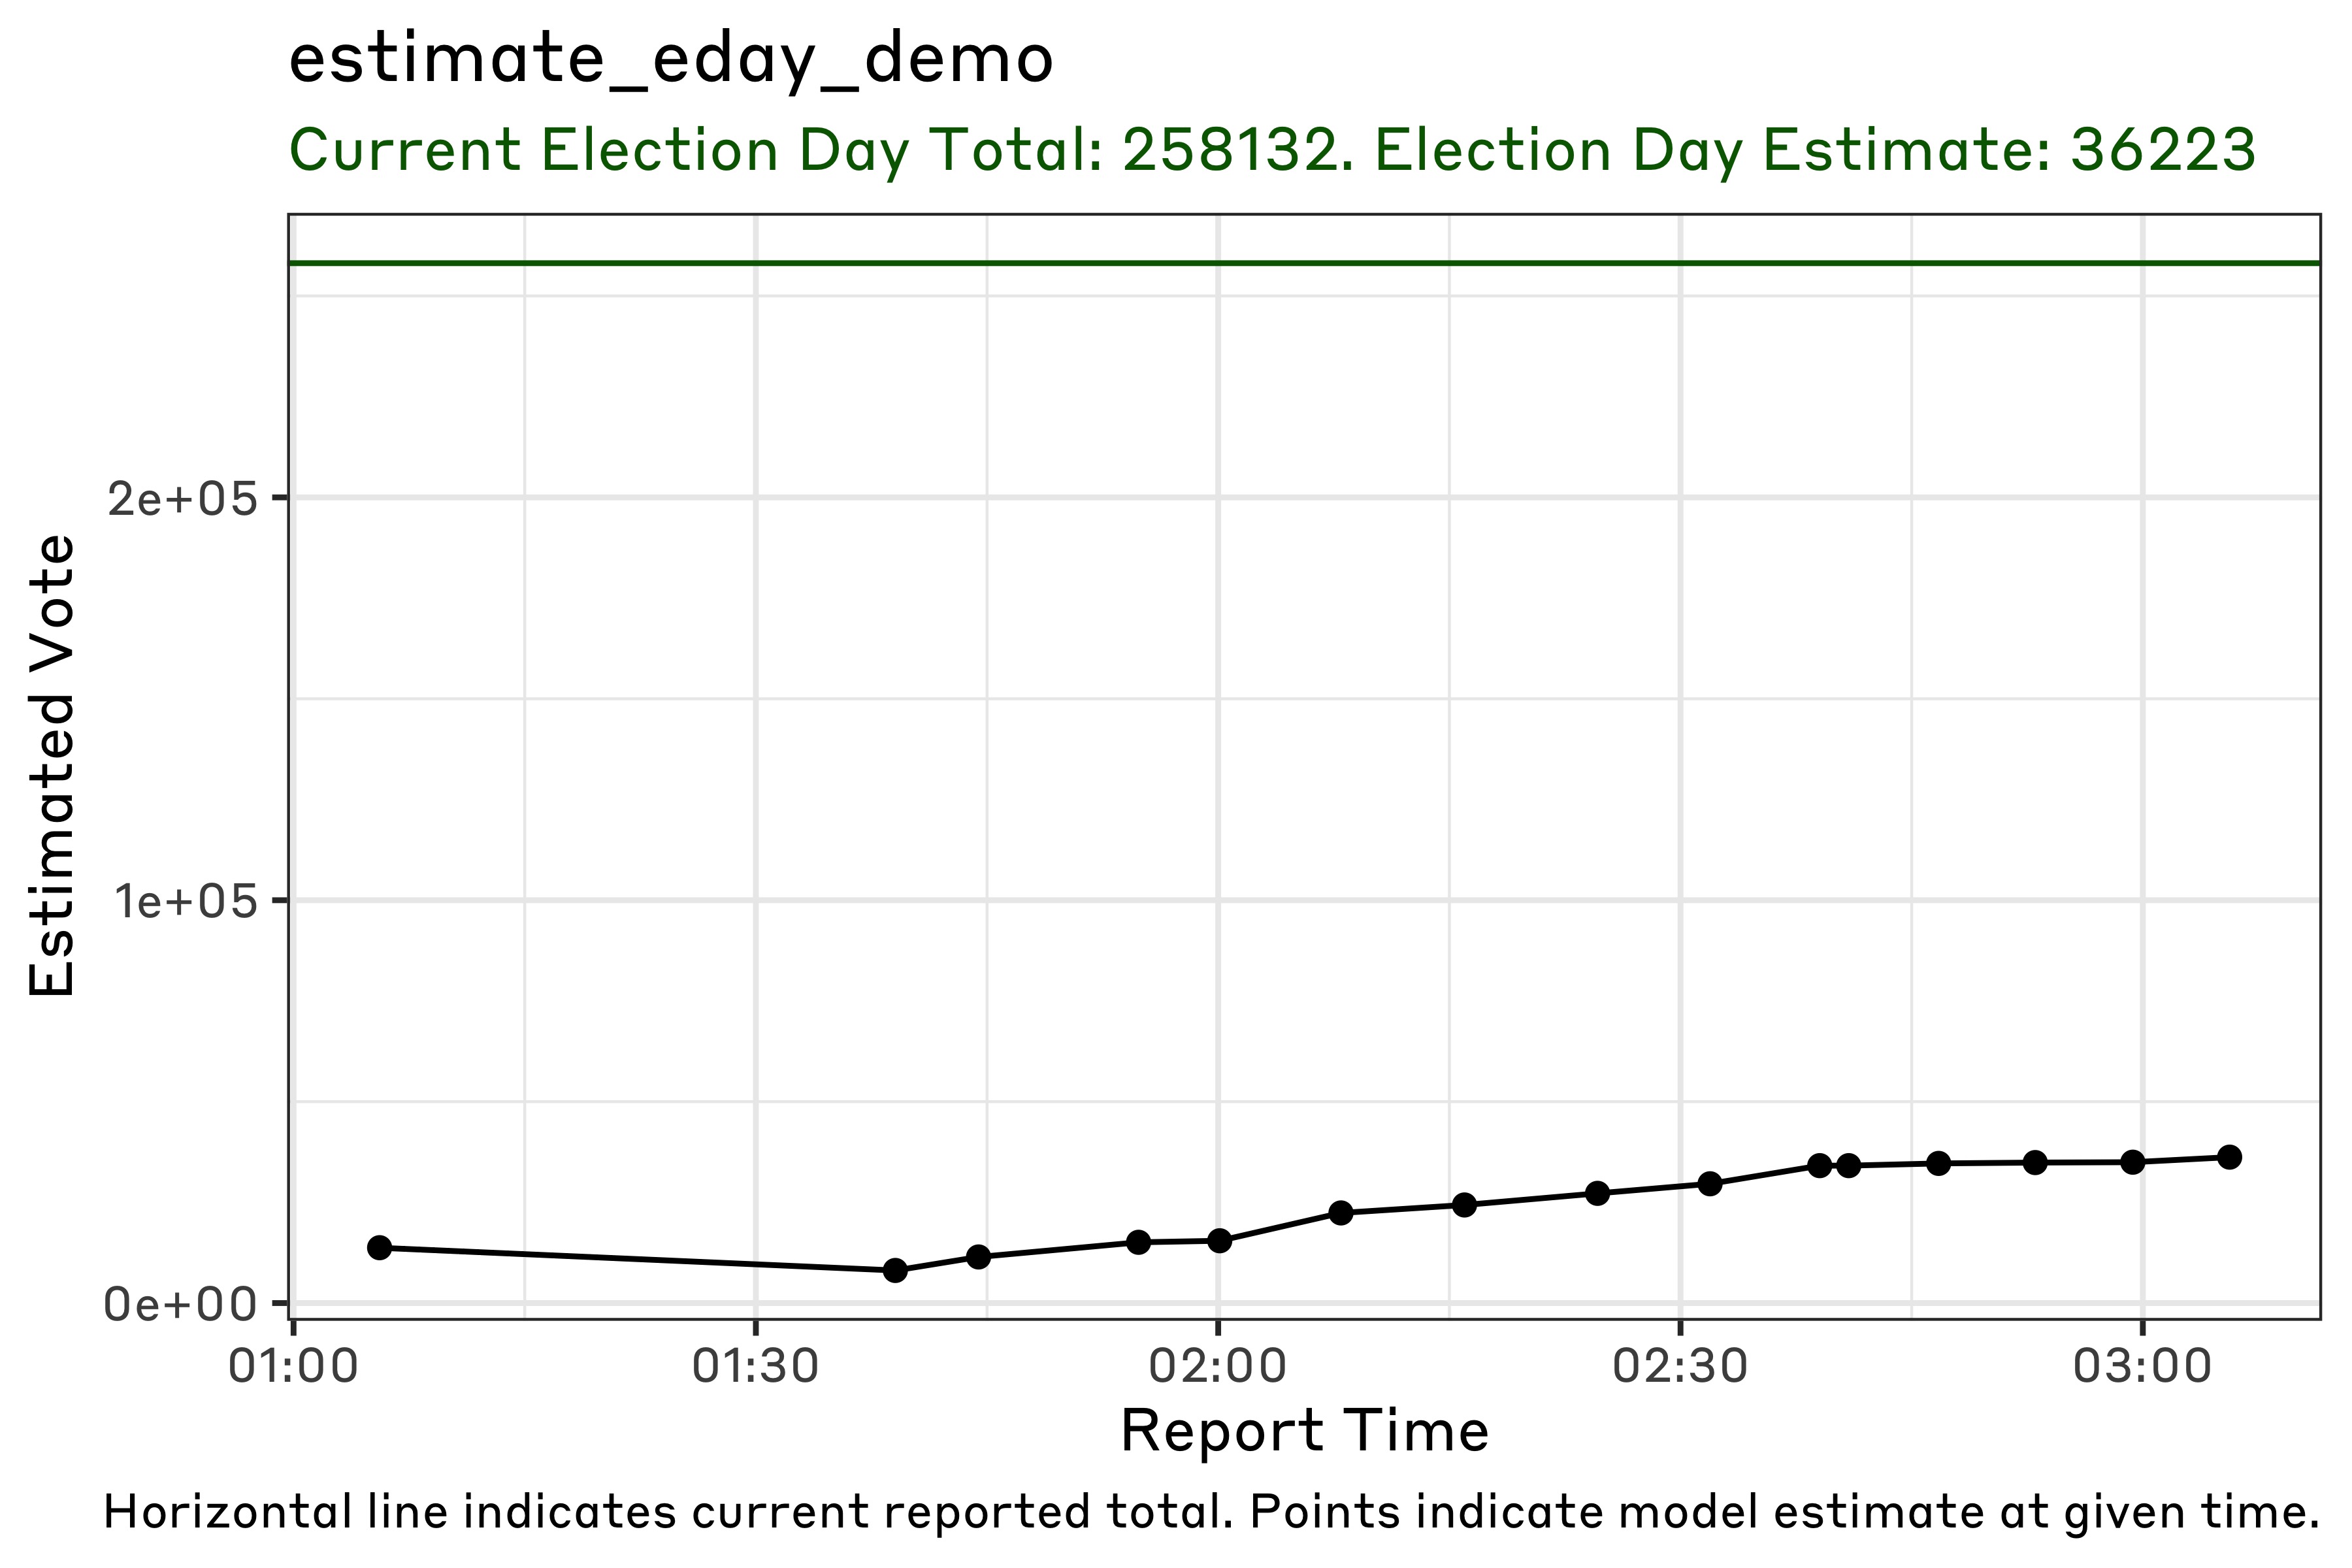 estimate_eday_demo
Current Election Day Total: 258132. Election Day Estimate: 36223
Estimated Vote
2e+05
1e+05
0e+00
01:00 01:30 02:00 02:30 03:00
Report Time
Horizontal line indicates current reported total. Points indicate model estimate at given time.